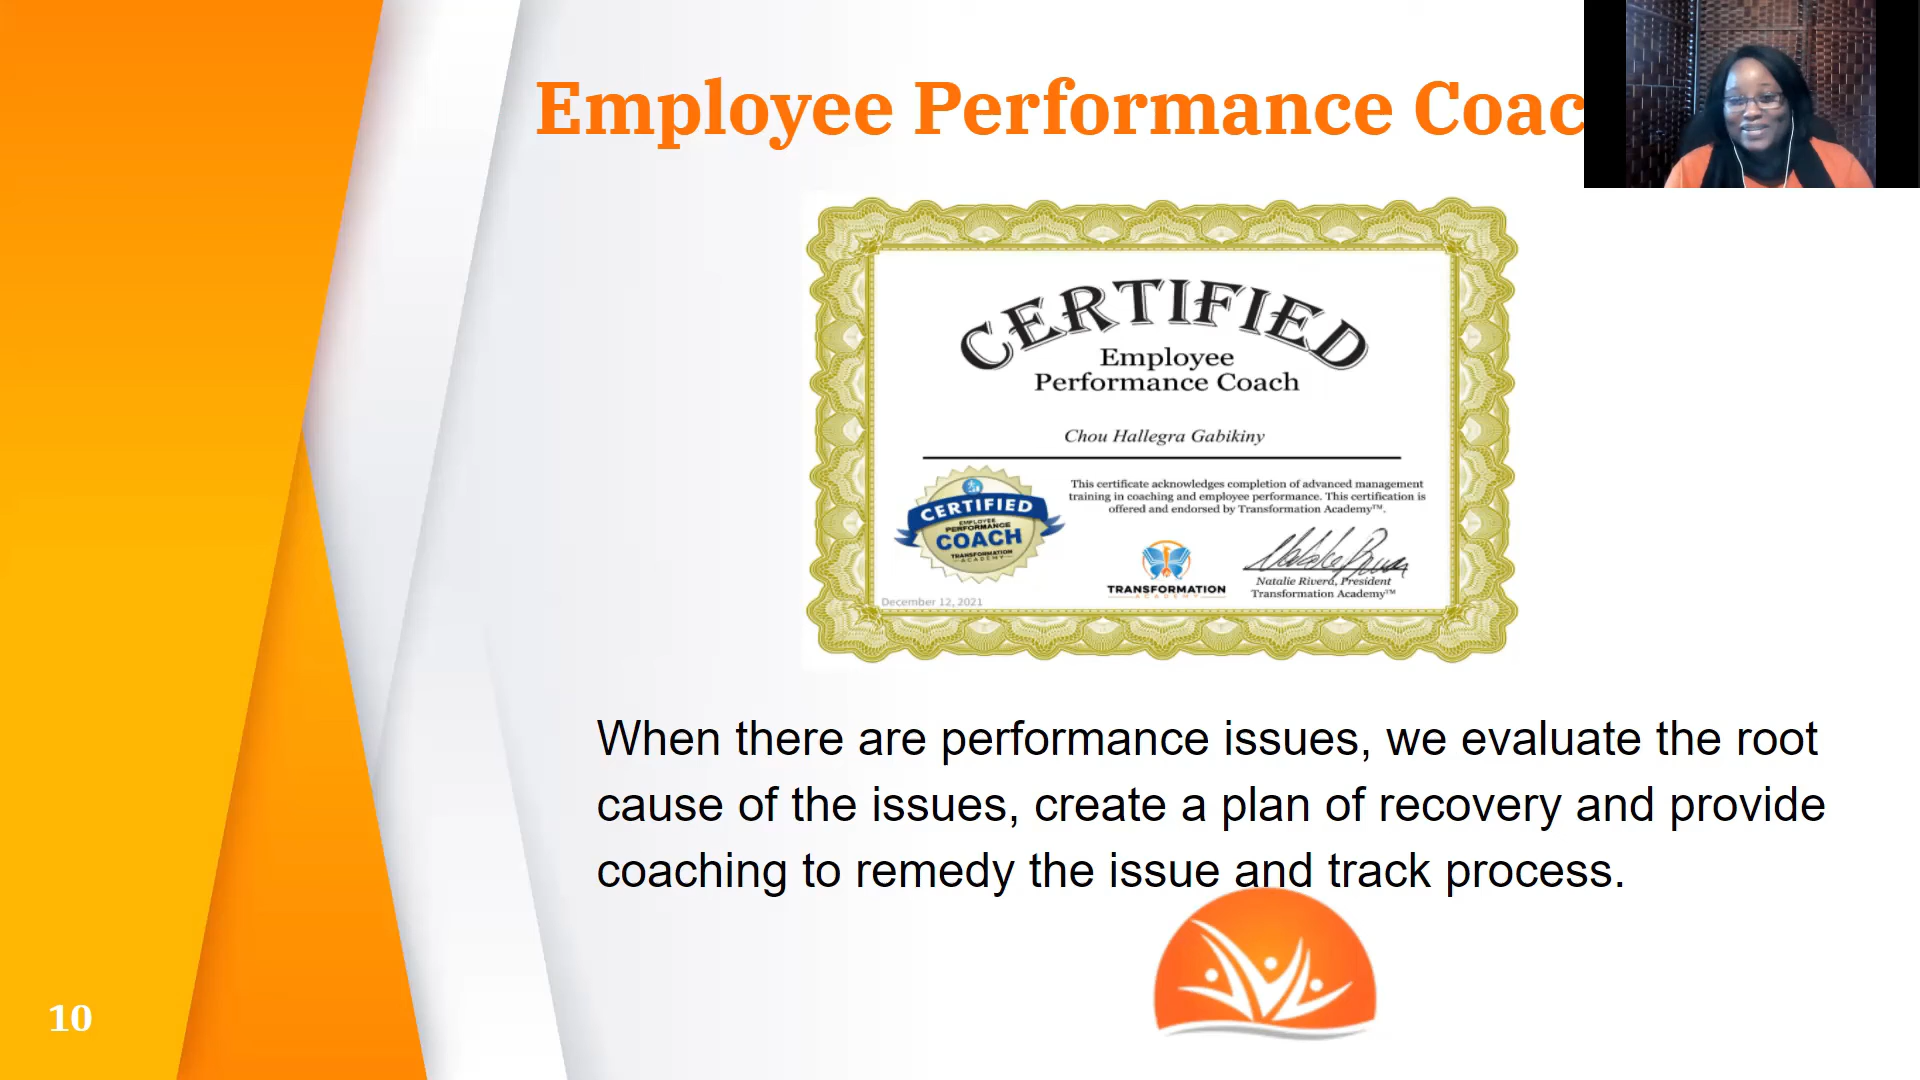 Employee Performance Coac
CERTIFIED
Employee
Performance Coach
Chou Hallegra Gabikiny
This certificate acknowledges completion of advanced management
training in coaching and employee performance. This certification is
offered and endorsed by Transformation Academy™.
CERTIFIED
EMPLOYEE
PERFORMANCE
COACH
TRANSFORMATION
ACADEMY
TRANSFORMATION
ACADEMY
Natalie Rivera, President
Transformation Academy™
December 12, 2021
When there are performance issues, we evaluate the root
cause of the issues, create a plan of recovery and provide
coaching to remedy the issue and track process.
10